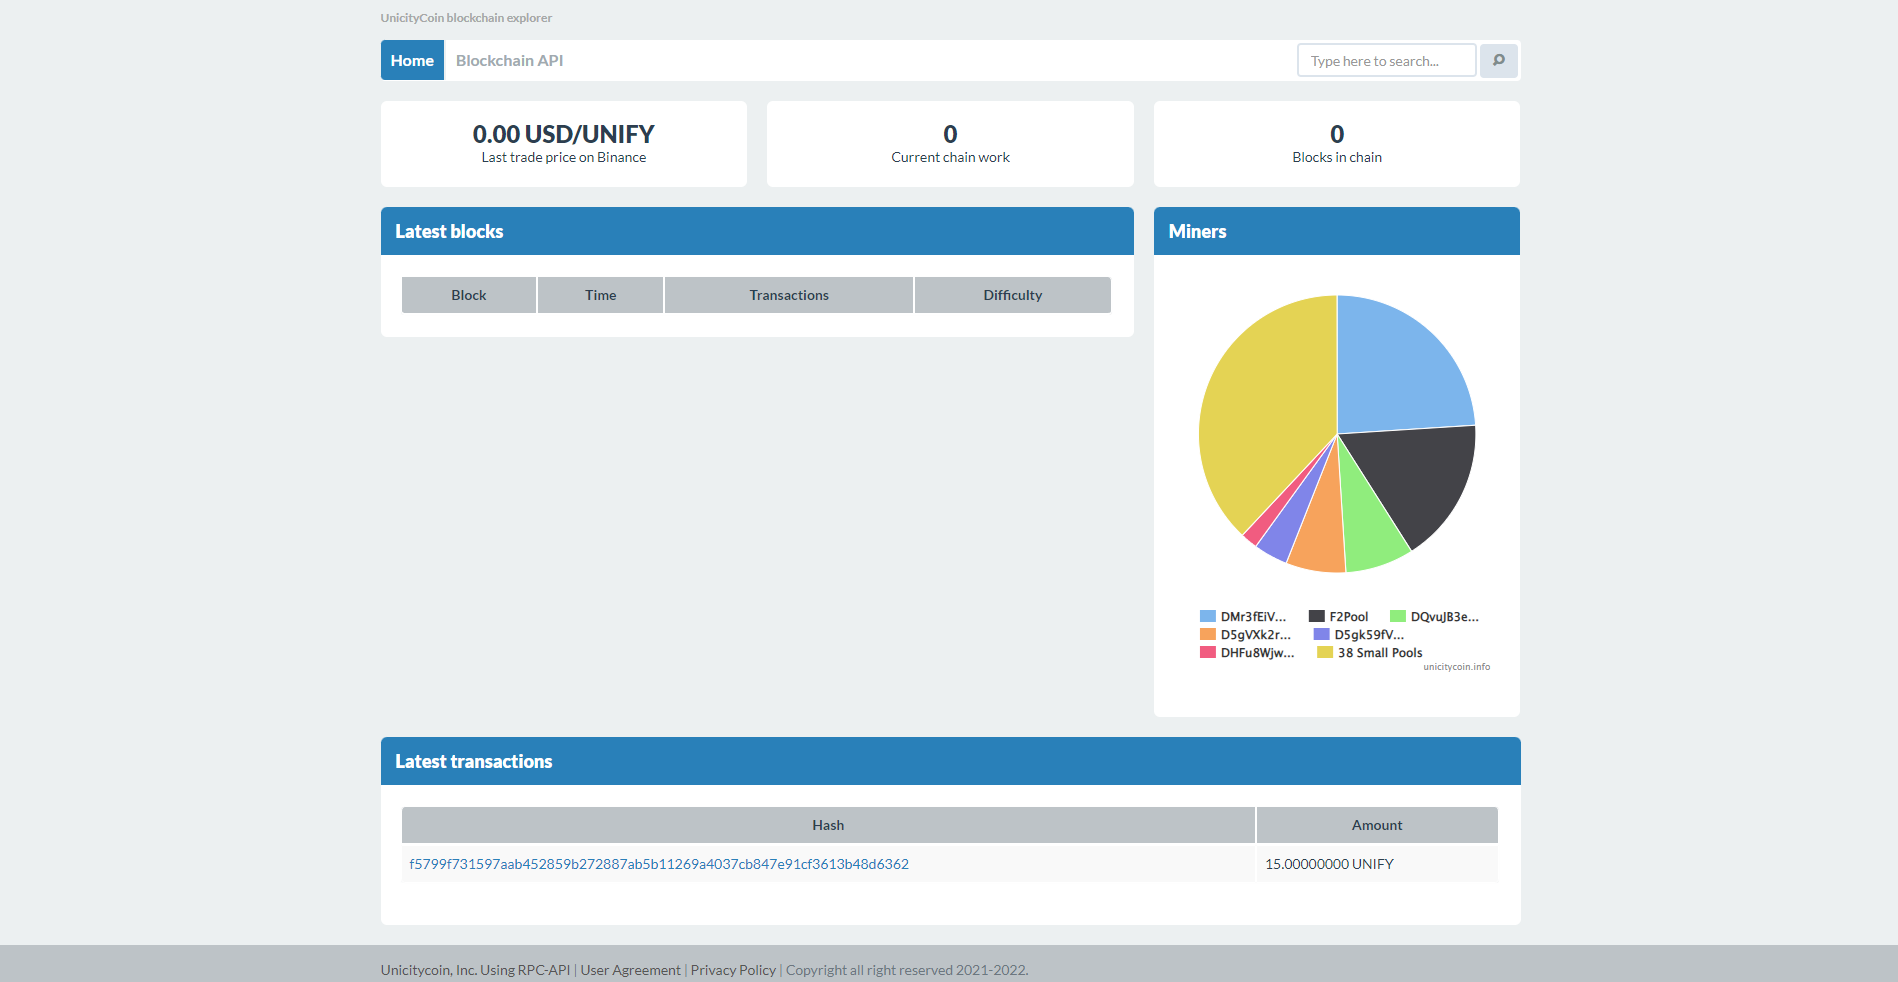 UnicityCoin blockchain explorer
Home Blockchain API Type here to search...
0.00 USD/UNIFY
Last trade price on Binance
0
Current chain work
0
Blocks in chain
Latest blocks
Block Time Transactions Difficulty
Miners
DMr3fEiV... F2Pool DQvuJB3e...
D5gVXk2r... D5gk59fV...
DHFu8Wjw... 38 Small Pools
unicitycoin.info
Latest transactions
Hash Amount
f5799f731597aab452859b272887ab5b11269a4037cb847e91cf3613b48d6362 15.00000000 UNIFY
Unicitycoin, Inc. Using RPC-API | User Agreement | Privacy Policy | Copyright all right reserved 2021-2022.